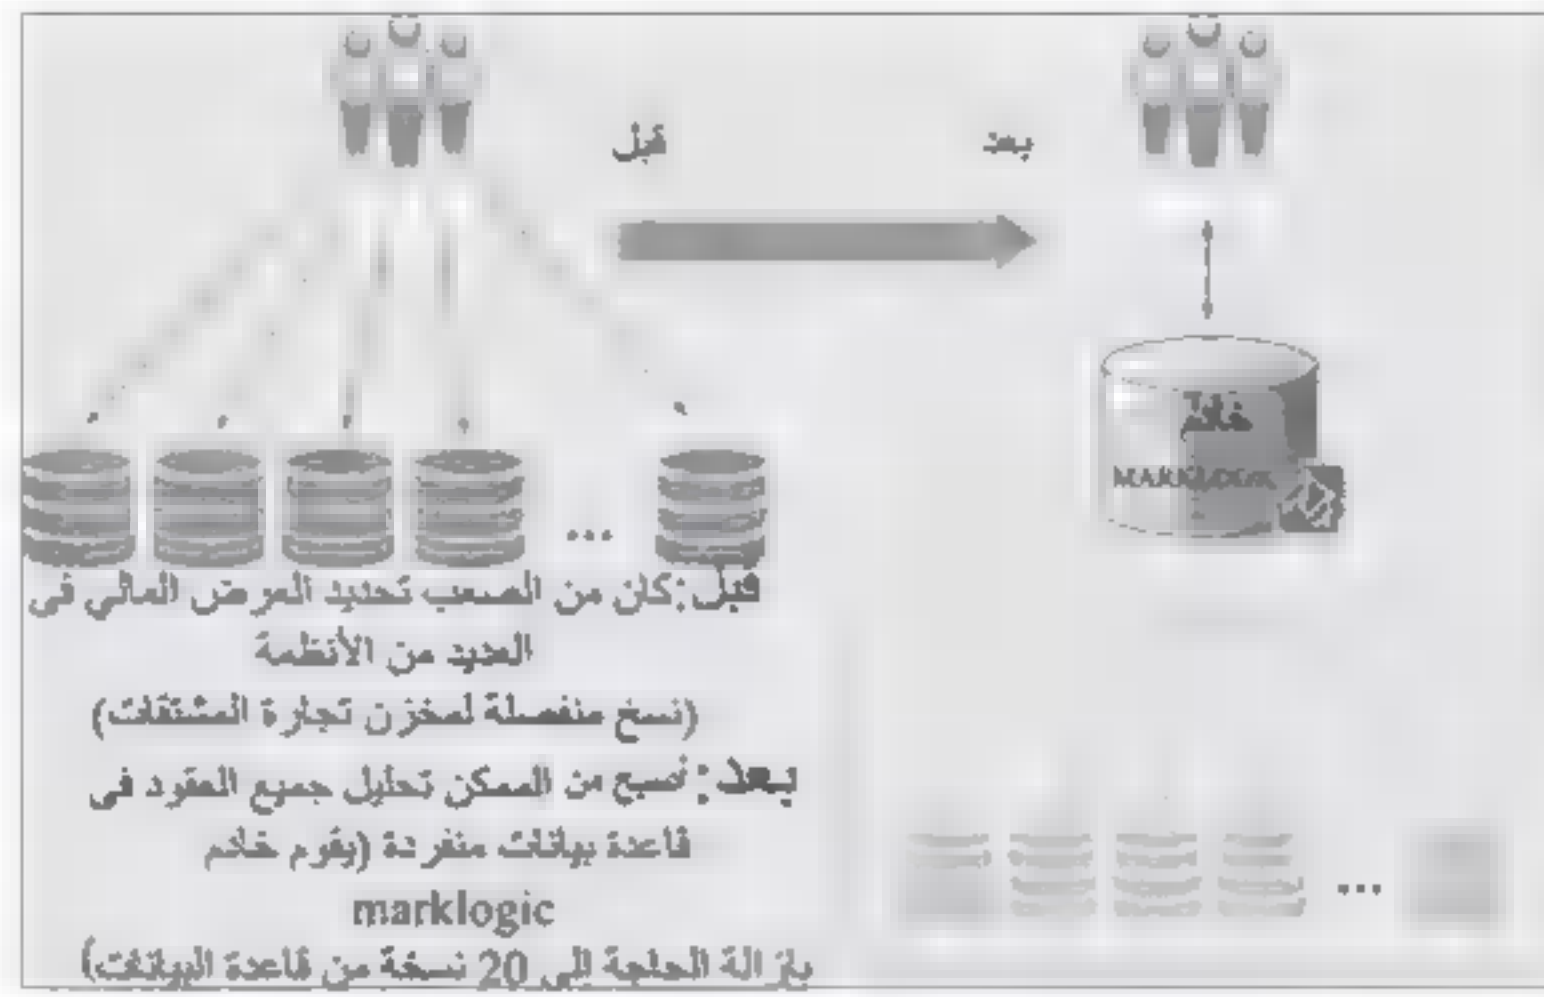 قبل
بعد
خادم
MARKLOGIC
...
قبل: كان من الصعب تحديد العرض المالي في
العديد من الأنظمة
(نسخ منفصلة لمخزن تجارة المشتقات)
بعد: أصبح من الممكن تحليل جميع العقود في
قاعدة بيانات منفردة (يقوم خادم
marklogic
بإزالة الحاجة إلى 20 نسخة من قاعدة البيانات)
...